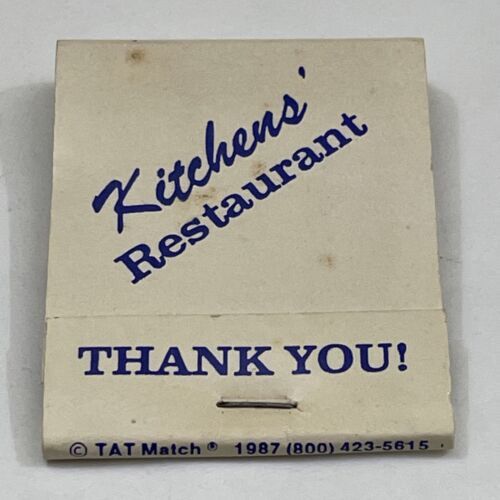 Kitchens'
Restaurant
THANK YOU!
© TAT Match® 1987 (800) 423-5615